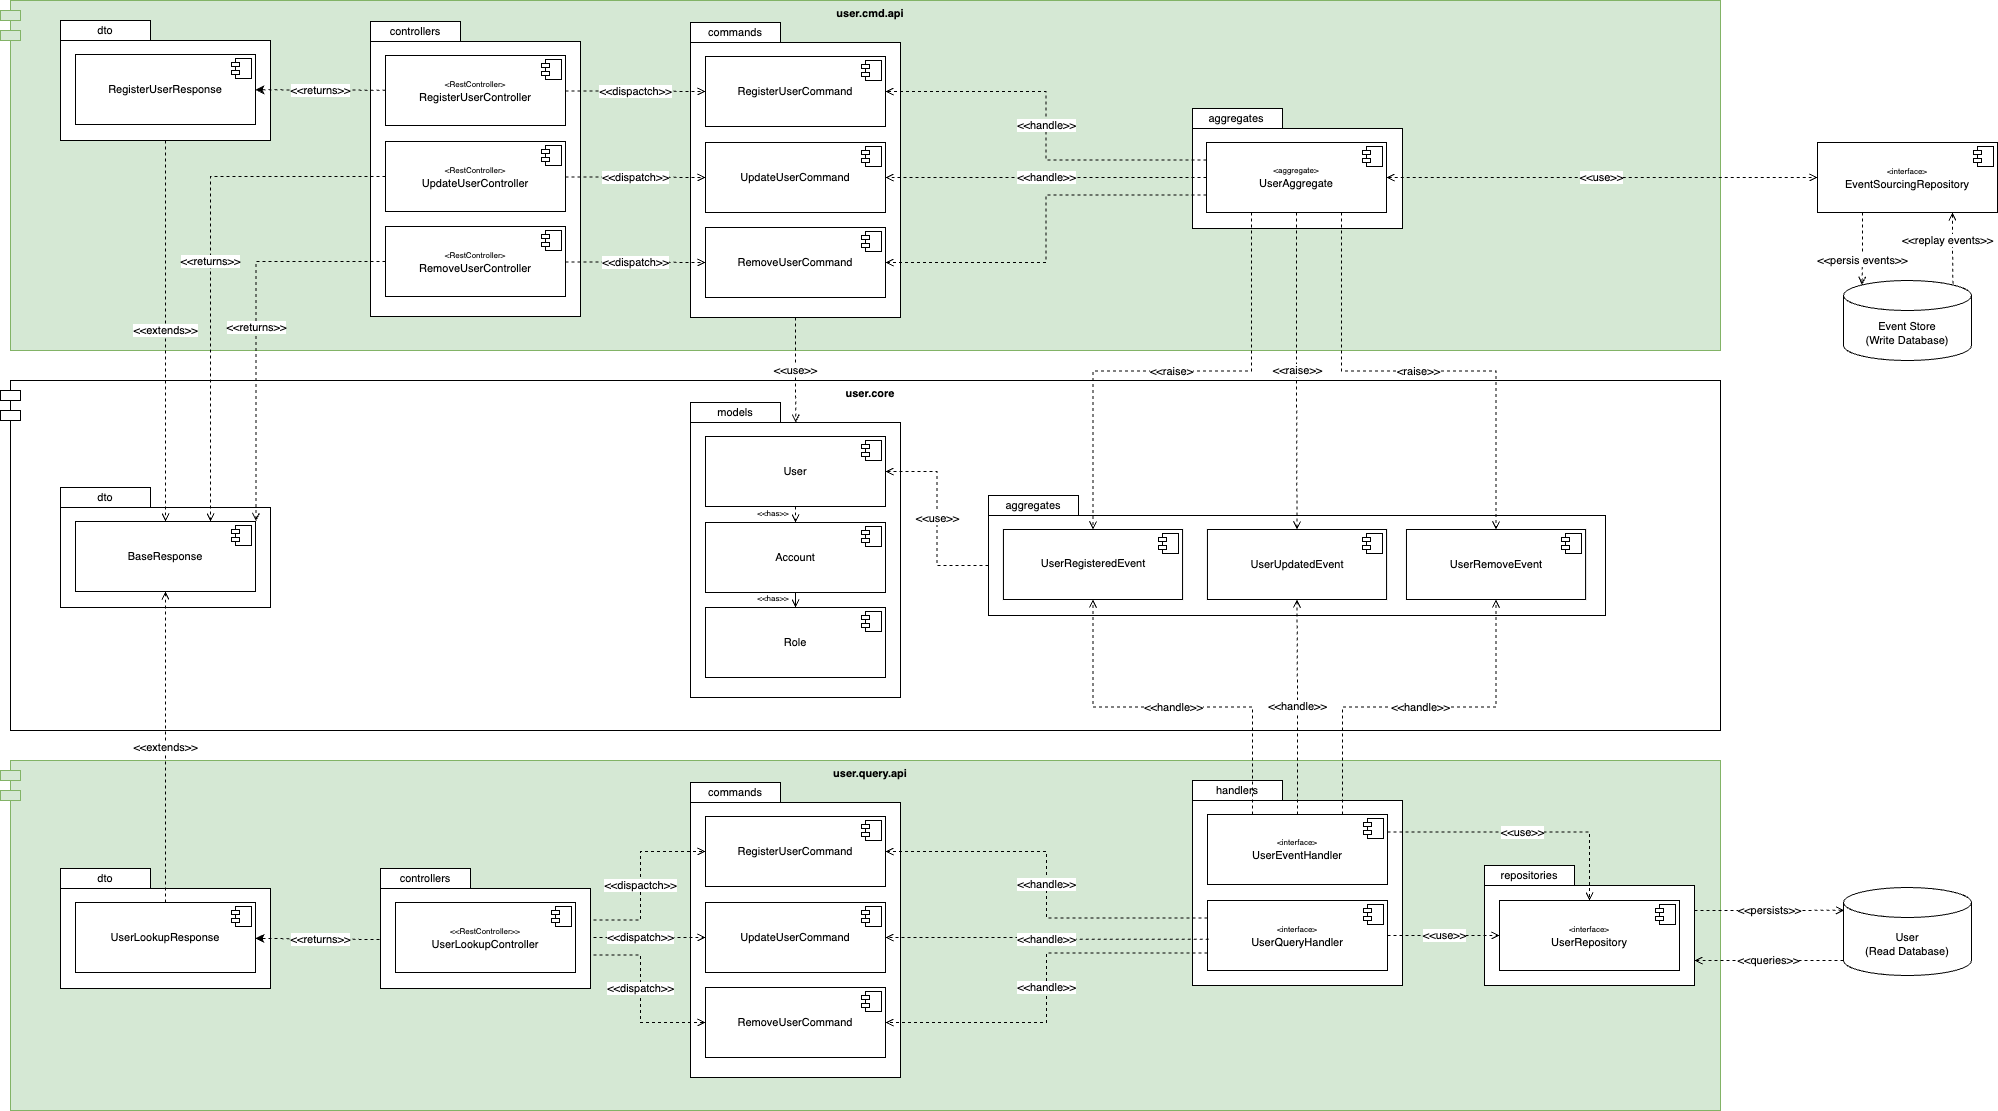 user.cmd.api
dto
RegisterUserResponse
<<returns>>
controllers
<RestController>
RegisterUserController
<RestController>
UpdateUserController
<RestController>
RemoveUserController
<<dispactch>>
<<dispatch>>
<<dispatch>>
commands
RegisterUserCommand
UpdateUserCommand
RemoveUserCommand
<<handle>>
<<handle>>
aggregates
<aggregate>
UserAggregate
<<use>>
<interface>
EventSourcingRepository
<<replay events>>
<<persis events>>
Event Store
(Write Database)
<<returns>>
<<extends>>
<<returns>>
<<use>>
<<raise>
<<raise>>
<raise>>
user.core
dto
BaseResponse
models
User
<has>>
Account
<<has>>
Role
<<use>>
aggregates
UserRegisteredEvent
UserUpdatedEvent
UserRemoveEvent
<<handle>>
<<handle>>
<<handle>>
<<extends>>
user.query.api
dto
UserLookupResponse
<<returns>>
controllers
<<RestController>>
UserLookupController
<<dispactch>>
<<dispatch>>
<<dispatch>>
commands
RegisterUserCommand
UpdateUserCommand
RemoveUserCommand
<<handle>>
<<handle>>
<<handle>>
handlers
<interface>
UserEventHandler
<interface>
UserQueryHandler
<<use>>
<<use>>
repositories
<interface>
UserRepository
<<persists>>
<<queries>>
User
(Read Database)